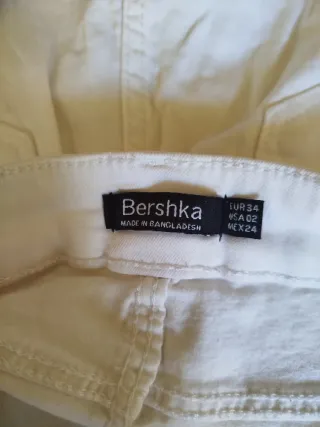 Bershka
MADE IN BANGLADESH
EUR 34
USA 02
MEX 24